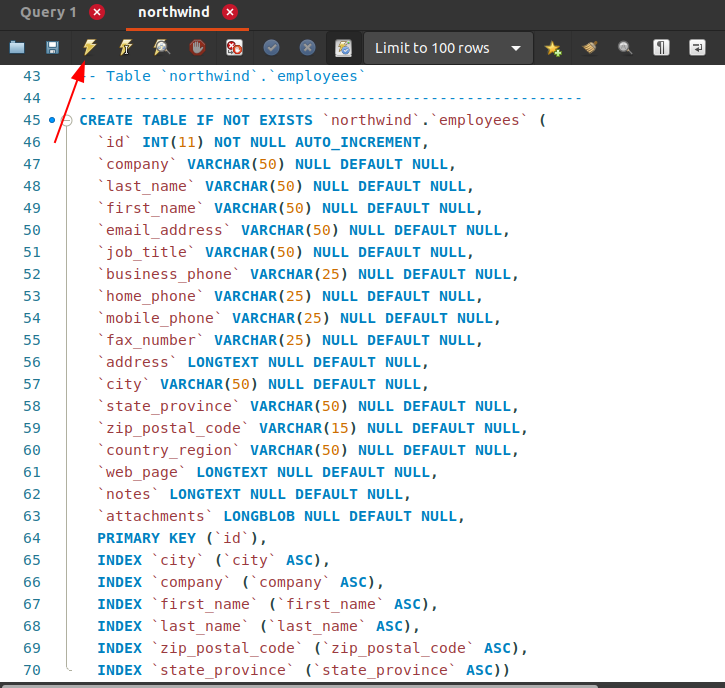 Query 1
northwind
Limit to 100 rows
43 -- Table `northwind`.`employees`
44 -- -----------------------------------------------------
45 CREATE TABLE IF NOT EXISTS `northwind`.`employees` (
46 `id` INT(11) NOT NULL AUTO_INCREMENT,
47 `company` VARCHAR(50) NULL DEFAULT NULL,
48 `last_name` VARCHAR(50) NULL DEFAULT NULL,
49 `first_name` VARCHAR(50) NULL DEFAULT NULL,
50 `email_address` VARCHAR(50) NULL DEFAULT NULL,
51 `job_title` VARCHAR(50) NULL DEFAULT NULL,
52 `business_phone` VARCHAR(25) NULL DEFAULT NULL,
53 `home_phone` VARCHAR(25) NULL DEFAULT NULL,
54 `mobile_phone` VARCHAR(25) NULL DEFAULT NULL,
55 `fax_number` VARCHAR(25) NULL DEFAULT NULL,
56 `address` LONGTEXT NULL DEFAULT NULL,
57 `city` VARCHAR(50) NULL DEFAULT NULL,
58 `state_province` VARCHAR(50) NULL DEFAULT NULL,
59 `zip_postal_code` VARCHAR(15) NULL DEFAULT NULL,
60 `country_region` VARCHAR(50) NULL DEFAULT NULL,
61 `web_page` LONGTEXT NULL DEFAULT NULL,
62 `notes` LONGTEXT NULL DEFAULT NULL,
63 `attachments` LONGBLOB NULL DEFAULT NULL,
64 PRIMARY KEY (`id`),
65 INDEX `city` (`city` ASC),
66 INDEX `company` (`company` ASC),
67 INDEX `first_name` (`first_name` ASC),
68 INDEX `last_name` (`last_name` ASC),
69 INDEX `zip_postal_code` (`zip_postal_code` ASC),
70 INDEX `state_province` (`state_province` ASC))